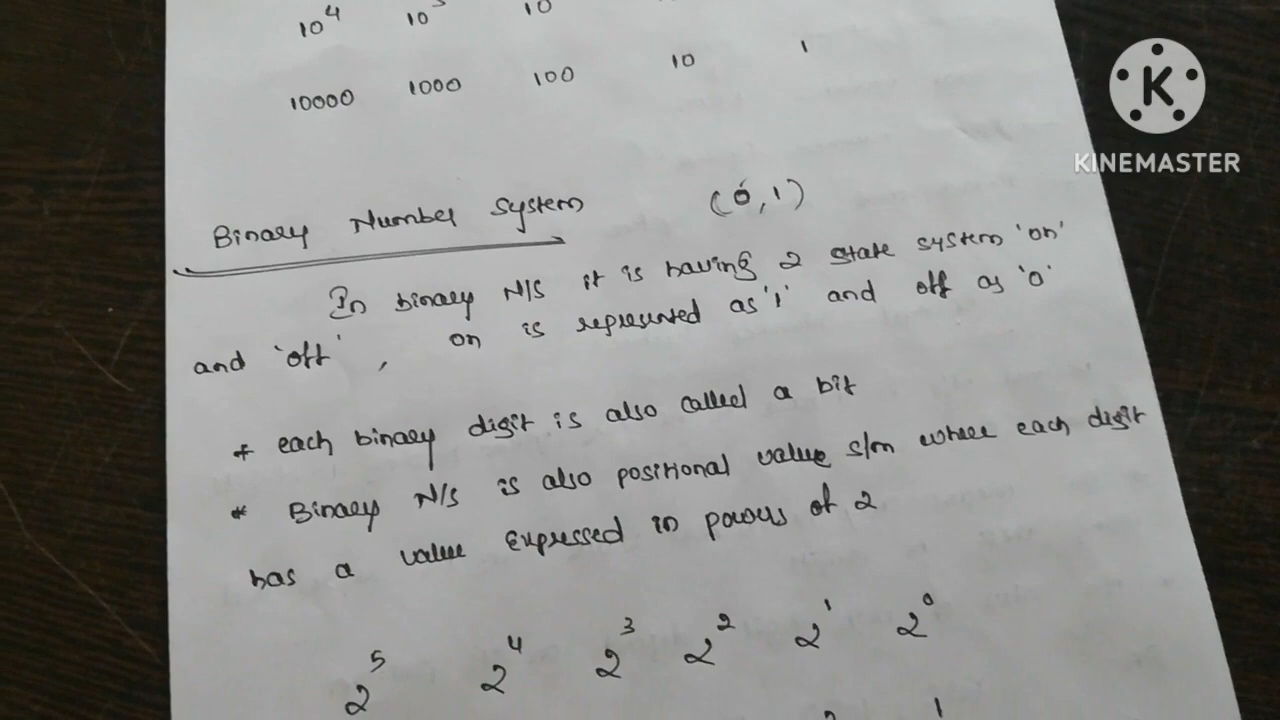 10⁴ 10³ 10
10000 1000 100 10 1
KINEMASTER
Binary Number System (0,1)
In binary N/S it is having 2 state system 'on'
and 'off', on is represented as '1' and off as '0'
* each binary digit is also called a bit
* Binary N/S is also positional value s/m where each digit
has a value expressed in powers of 2
2⁵ 2⁴ 2³ 2² 2¹ 2⁰
2 1